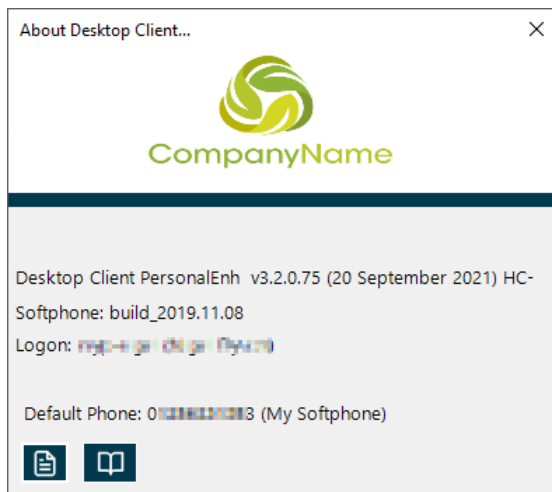 About Desktop Client...
CompanyName
Desktop Client PersonalEnh v3.2.0.75 (20 September 2021) HC-
Softphone: build_2019.11.08
Logon:
Default Phone: (My Softphone)